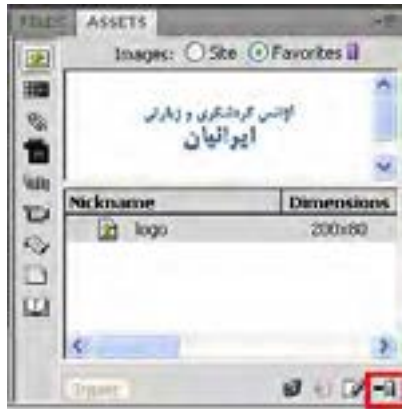 FILES ASSETS
Images: Site Favorites
آژانس گردشگری و زیارتی
ایرانیان
Nickname Dimensions
logo 200x80
Insert